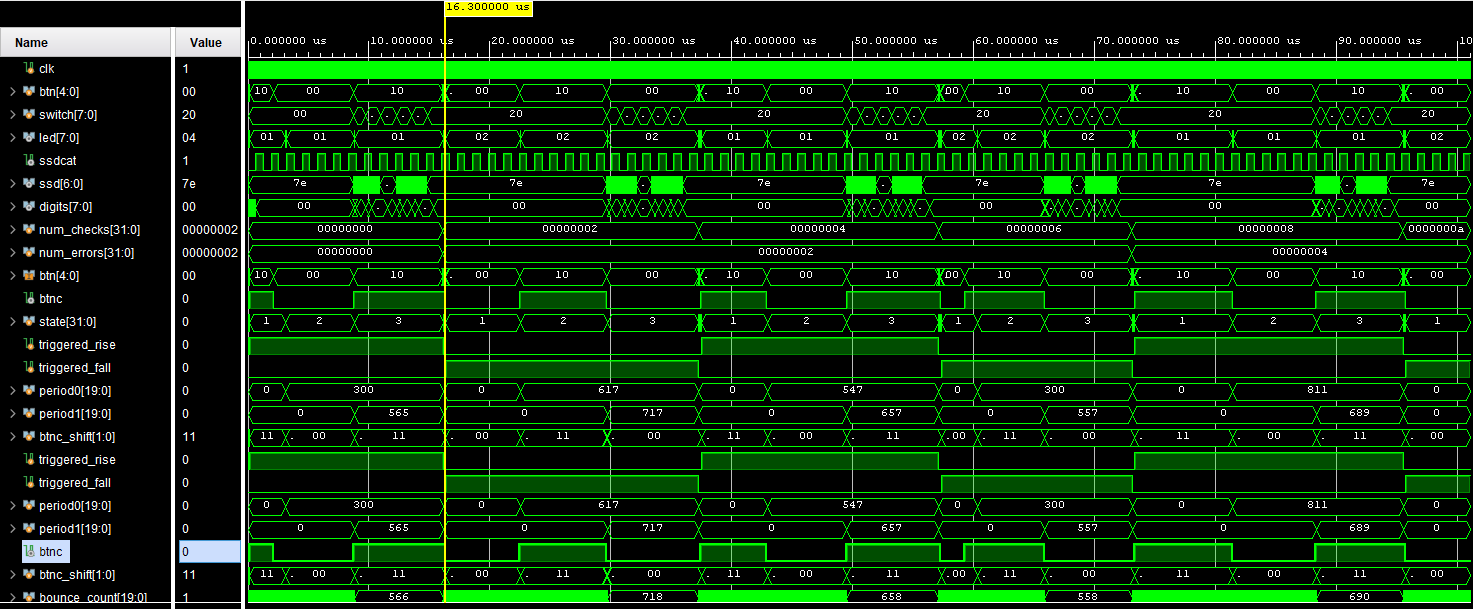 16.300000 us
Name Value 0.000000 us 10.000000 us 20.000000 us 30.000000 us 40.000000 us 50.000000 us 60.000000 us 70.000000 us 80.000000 us 90.000000 us 10
clk 1
btn[4:0] 00 10 00 10 . 00 10 00 . 10 00 10 00 . 10 00 . 10 00 10 . 00
switch[7:0] 20 00 20 20 20 20
led[7:0] 04 01 01 01 02 02 02 01 01 01 02 02 02 01 01 01 02
ssdcat 1
ssd[6:0] 7e 7e . 7e . 7e . 7e . 7e . 7e
digits[7:0] 00 00 00 00 00 00 00
num_checks[31:0] 00000002 00000000 00000002 00000004 00000006 00000008 0000000a
num_errors[31:0] 00000002 00000000 00000002 00000004
btn[4:0] 00 10 00 10 . 00 10 00 . 10 00 10 00 . 10 00 . 10 00 10 . 00
btnc 0
state[31:0] 0 1 2 3 1 2 3 1 2 3 1 2 3 1 2 3 1
triggered_rise 0
triggered_fall 0
period0[19:0] 0 0 300 0 617 0 547 0 300 0 811 0
period1[19:0] 0 0 565 0 717 0 657 0 557 0 689 0
btnc_shift[1:0] 11 11 . 00 . 11 . 00 . 11 . 00 . 11 . 00 . 11 . 00 . 11 . 00 . 11 . 00 . 11 . 00
triggered_rise 0
triggered_fall 0
period0[19:0] 0 0 300 0 617 0 547 0 300 0 811 0
period1[19:0] 0 0 565 0 717 0 657 0 557 0 689 0
btnc 0
btnc_shift[1:0] 11 11 . 00 . 11 . 00 . 11 . 00 . 11 . 00 . 11 . 00 . 11 . 00 . 11 . 00 . 11 . 00
bounce_count[19:0] 1 566 718 658 558 690